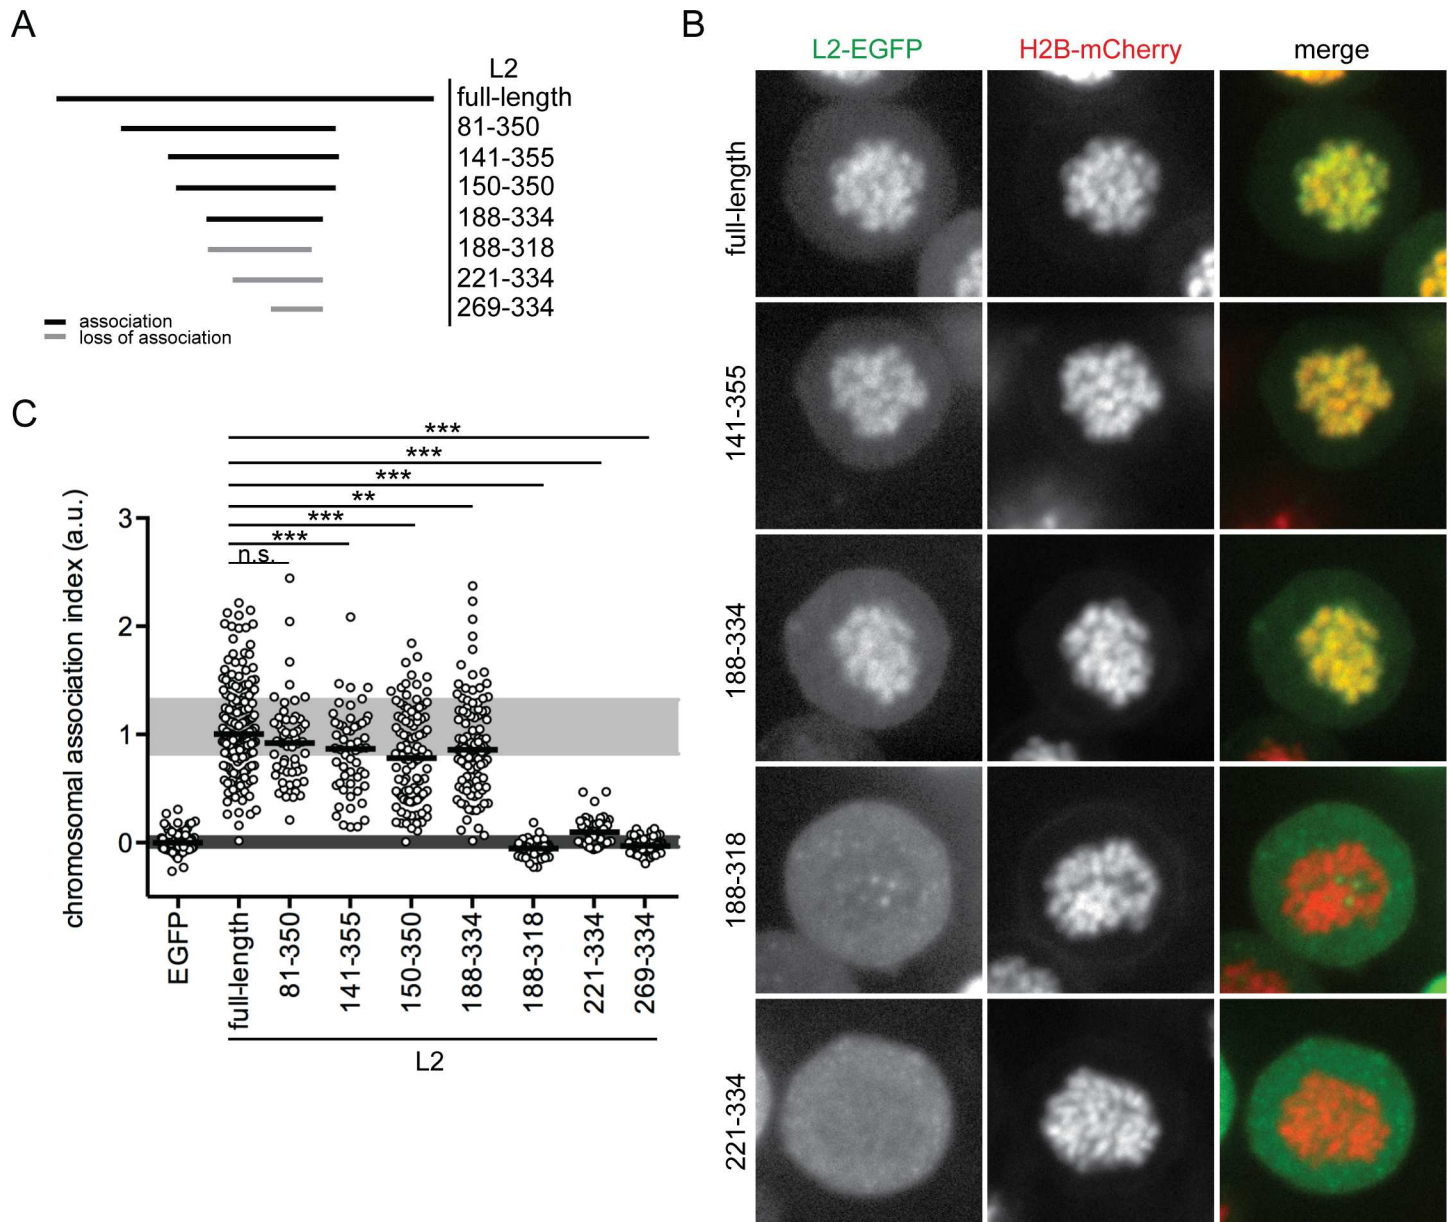 A
L2
full-length
81-350
141-355
150-350
188-334
188-318
221-334
269-334
association
loss of association
B
L2-EGFP H2B-mCherry merge
full-length
141-355
188-334
188-318
221-334
C
***
***
***
**
***
***
n.s.
chromosomal association index (a.u.)
3
2
1
0
EGFP
full-length
81-350
141-355
150-350
188-334
188-318
221-334
269-334
L2